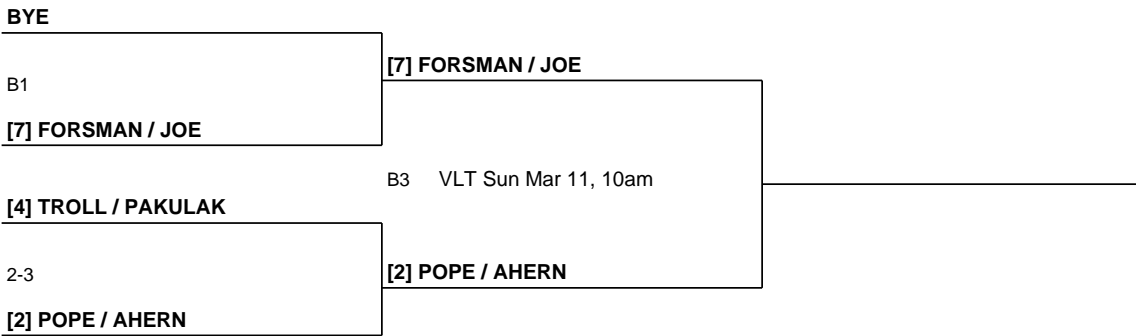 BYE
B1
[7] FORSMAN / JOE
[7] FORSMAN / JOE
B3 VLT Sun Mar 11, 10am
[4] TROLL / PAKULAK
2-3
[2] POPE / AHERN
[2] POPE / AHERN